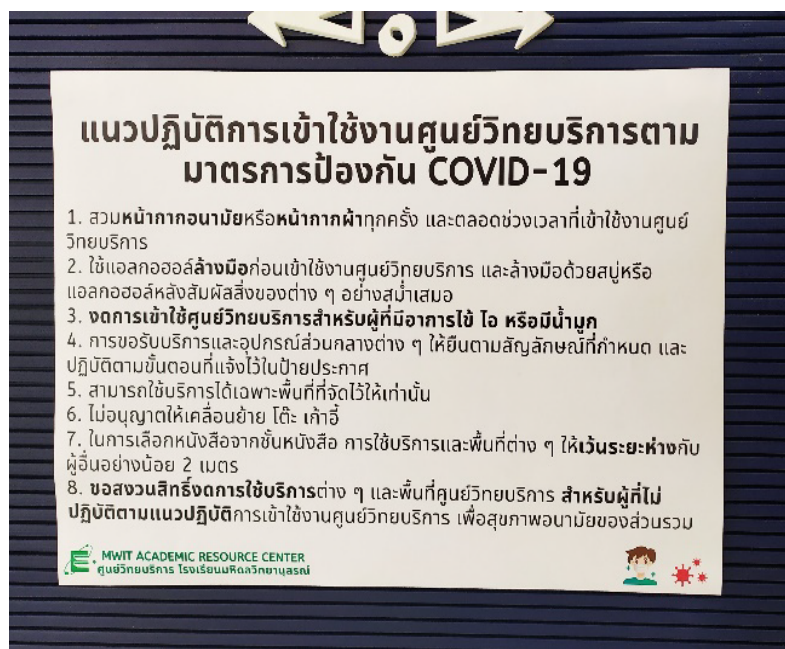 แนวปฏิบัติการเข้าใช้งานศูนย์วิทยบริการตาม
มาตรการป้องกัน COVID-19
1. สวมหน้ากากอนามัยหรือหน้ากากผ้าทุกครั้ง และตลอดช่วงเวลาที่เข้าใช้งานศูนย์
วิทยบริการ
2. ใช้แอลกอฮอล์ล้างมือก่อนเข้าใช้งานศูนย์วิทยบริการ และล้างมือด้วยสบู่หรือ
แอลกอฮอล์หลังสัมผัสสิ่งของต่าง ๆ อย่างสม่ำเสมอ
3. งดการเข้าใช้ศูนย์วิทยบริการสำหรับผู้ที่มีอาการไข้ ไอ หรือมีน้ำมูก
4. การขอรับบริการและอุปกรณ์ส่วนกลางต่าง ๆ ให้ยืนตามสัญลักษณ์ที่กำหนด และ
ปฏิบัติตามขั้นตอนที่แจ้งไว้ในป้ายประกาศ
5. สามารถใช้บริการได้เฉพาะพื้นที่ที่จัดไว้ให้เท่านั้น
6. ไม่อนุญาตให้เคลื่อนย้าย โต๊ะ เก้าอี้
7. ในการเลือกหนังสือจากชั้นหนังสือ การใช้บริการและพื้นที่ต่าง ๆ ให้เว้นระยะห่างกับ
ผู้อื่นอย่างน้อย 2 เมตร
8. ขอสงวนสิทธิ์งดการใช้บริการต่าง ๆ และพื้นที่ศูนย์วิทยบริการ สำหรับผู้ที่ไม่
ปฏิบัติตามแนวปฏิบัติการเข้าใช้งานศูนย์วิทยบริการ เพื่อสุขภาพอนามัยของส่วนรวม
MWIT ACADEMIC RESOURCE CENTER
ศูนย์วิทยบริการ โรงเรียนมหิดลวิทยานุสรณ์